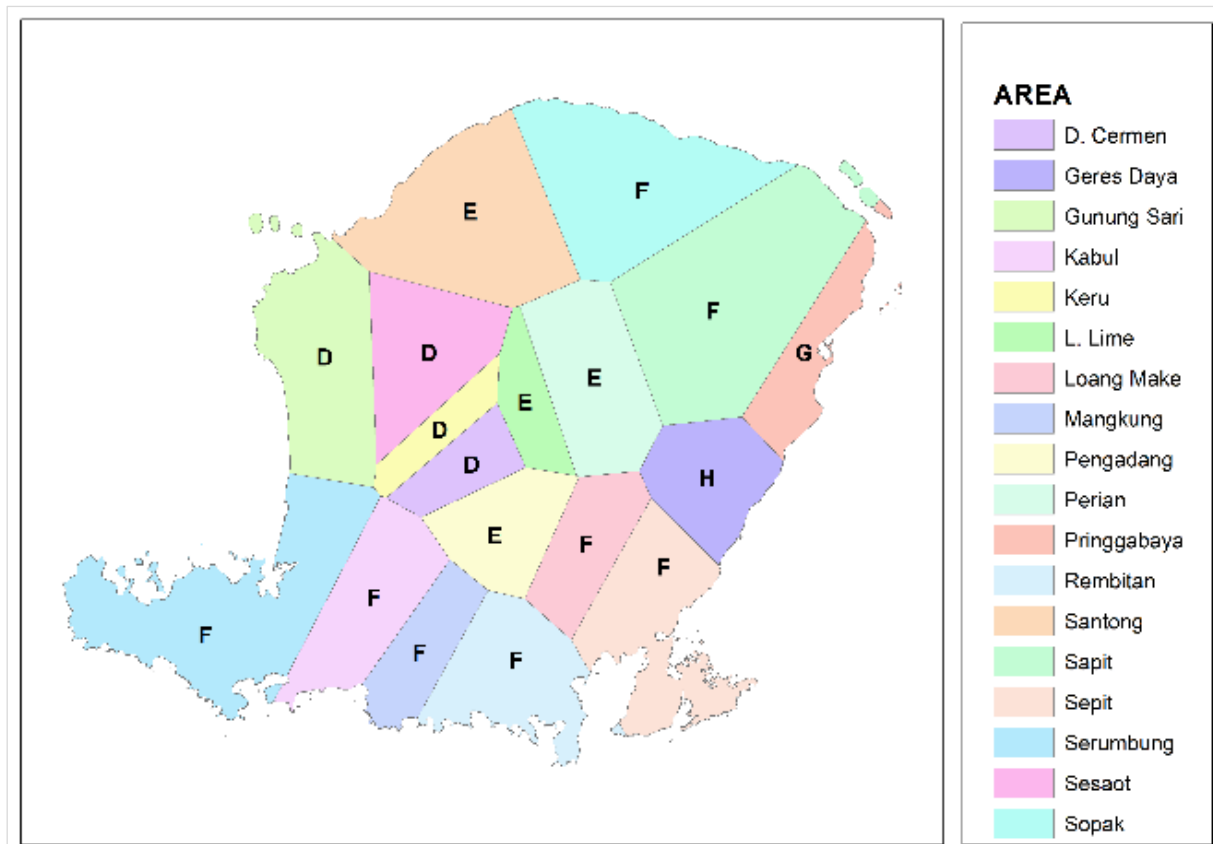 F
E
F
D
D
G
E
E
D
D
H
E
F
F
F
F
F
F
AREA
D. Cermen
Geres Daya
Gunung Sari
Kabul
Keru
L. Lime
Loang Make
Mangkung
Pengadang
Perian
Pringgabaya
Rembitan
Santong
Sapit
Sepit
Serumbung
Sesaot
Sopak